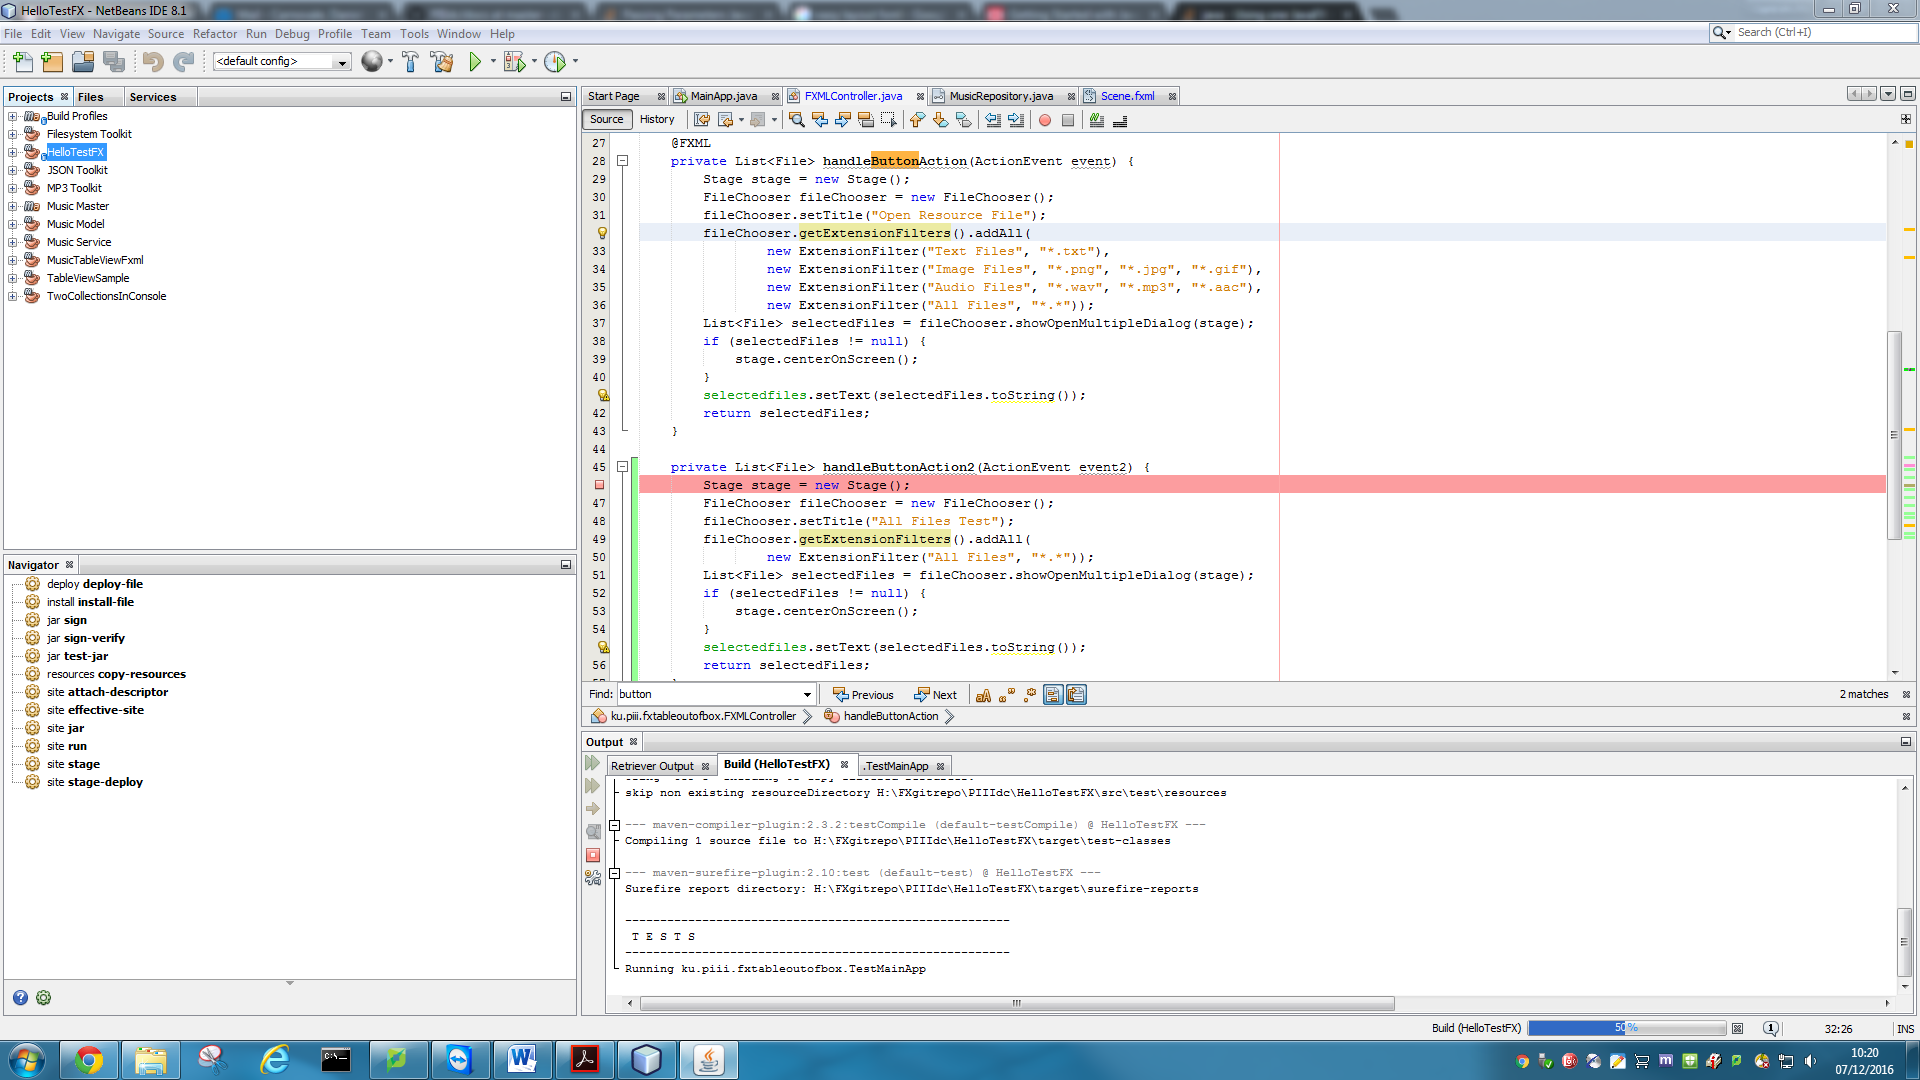 HelloTestFX - NetBeans IDE 8.1
File Edit View Navigate Source Refactor Run Debug Profile Team Tools Window Help
Search (Ctrl+I)
<default config>
Projects Files Services
Build Profiles
Filesystem Toolkit
HelloTestFX
JSON Toolkit
MP3 Toolkit
Music Master
Music Model
Music Service
MusicTableViewFxml
TableViewSample
TwoCollectionsInConsole
Navigator
deploy deploy-file
install install-file
jar sign
jar sign-verify
jar test-jar
resources copy-resources
site attach-descriptor
site effective-site
site jar
site run
site stage
site stage-deploy
Start Page MainApp.java FXMLController.java MusicRepository.java Scene.fxml
Source History
27 @FXML
28 private List<File> handleButtonAction(ActionEvent event) {
29 Stage stage = new Stage();
30 FileChooser fileChooser = new FileChooser();
31 fileChooser.setTitle("Open Resource File");
fileChooser.getExtensionFilters().addAll(
33 new ExtensionFilter("Text Files", "*.txt"),
34 new ExtensionFilter("Image Files", "*.png", "*.jpg", "*.gif"),
35 new ExtensionFilter("Audio Files", "*.wav", "*.mp3", "*.aac"),
36 new ExtensionFilter("All Files", "*.*"));
37 List<File> selectedFiles = fileChooser.showOpenMultipleDialog(stage);
38 if (selectedFiles != null) {
39 stage.centerOnScreen();
40 }
selectedfiles.setText(selectedFiles.toString());
42 return selectedFiles;
43 }
44
45 private List<File> handleButtonAction2(ActionEvent event2) {
Stage stage = new Stage();
47 FileChooser fileChooser = new FileChooser();
48 fileChooser.setTitle("All Files Test");
49 fileChooser.getExtensionFilters().addAll(
50 new ExtensionFilter("All Files", "*.*"));
51 List<File> selectedFiles = fileChooser.showOpenMultipleDialog(stage);
52 if (selectedFiles != null) {
53 stage.centerOnScreen();
54 }
selectedfiles.setText(selectedFiles.toString());
56 return selectedFiles;
Find: button Previous Next 2 matches
ku.piii.fxtableoutofbox.FXMLController handleButtonAction
Output
Retriever Output Build (HelloTestFX) .TestMainApp
skip non existing resourceDirectory H:\FXgitrepo\PIIIdc\HelloTestFX\src\test\resources
--- maven-compiler-plugin:2.3.2:testCompile (default-testCompile) @ HelloTestFX ---
Compiling 1 source file to H:\FXgitrepo\PIIIdc\HelloTestFX\target\test-classes
--- maven-surefire-plugin:2.10:test (default-test) @ HelloTestFX ---
Surefire report directory: H:\FXgitrepo\PIIIdc\HelloTestFX\target\surefire-reports
-------------------------------------------------------
T E S T S
-------------------------------------------------------
Running ku.piii.fxtableoutofbox.TestMainApp
Build (HelloTestFX) 50% 1 32:26 INS
10:20
07/12/2016